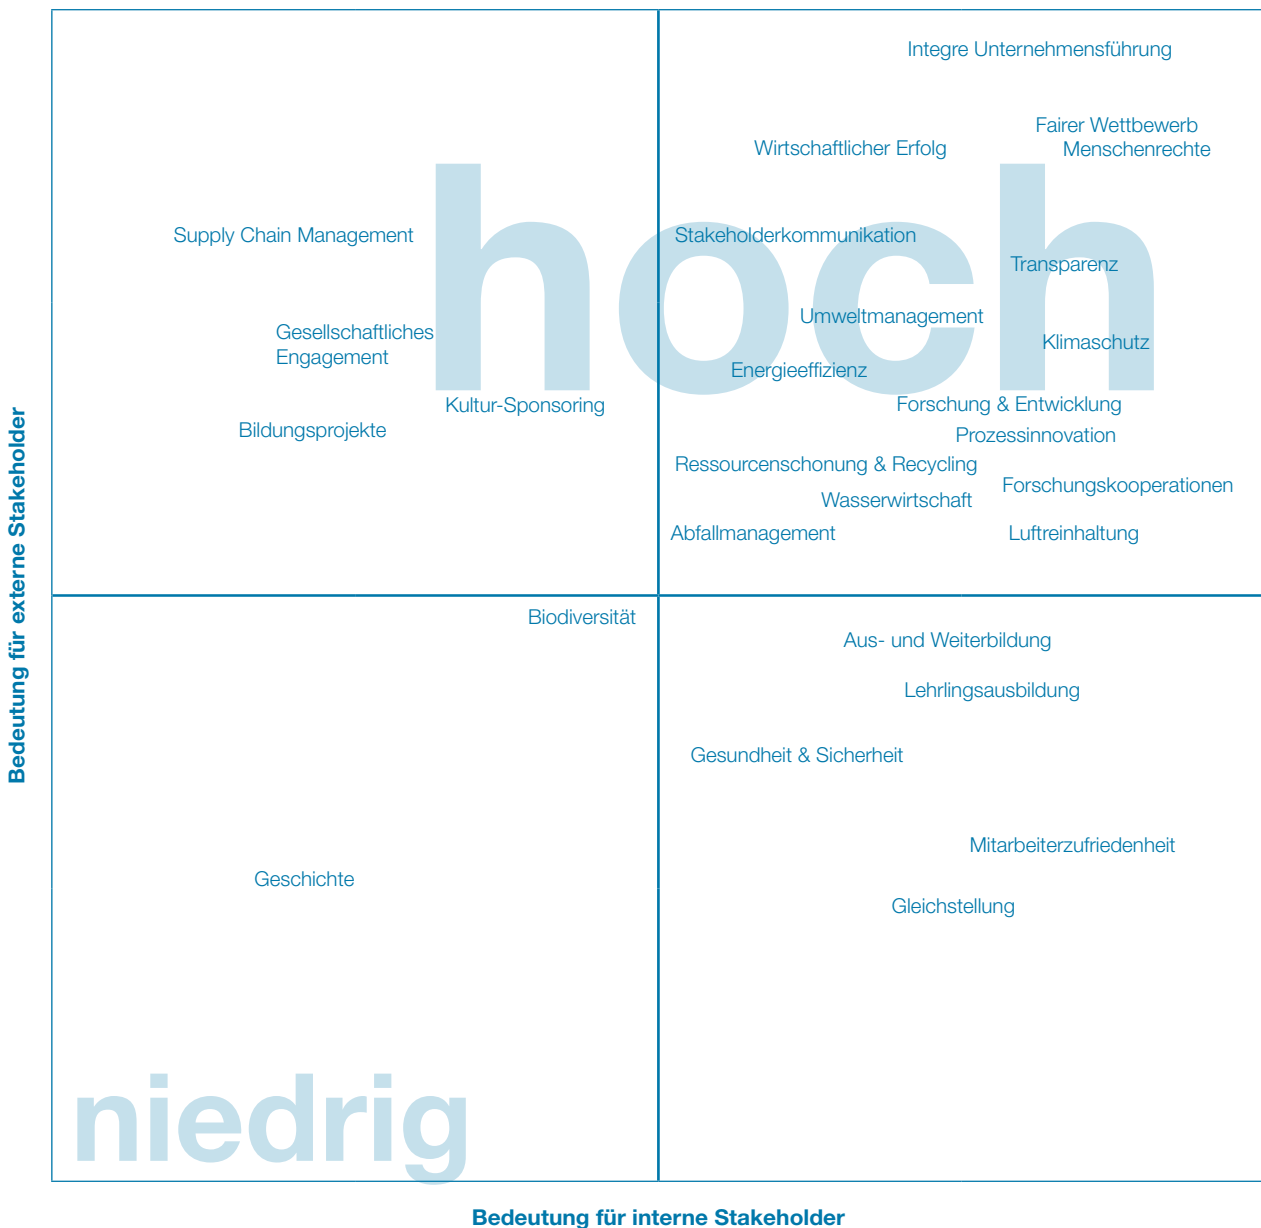 Integre Unternehmensführung
Fairer Wettbewerb
Wirtschaftlicher Erfolg
Menschenrechte
hoch
Supply Chain Management
Stakeholderkommunikation
Transparenz
Umweltmanagement
Gesellschaftliches
Engagement
Klimaschutz
Energieeffizienz
Kultur-Sponsoring
Forschung & Entwicklung
Bildungsprojekte
Prozessinnovation
Ressourcenschonung & Recycling
Forschungskooperationen
Wasserwirtschaft
Abfallmanagement
Luftreinhaltung
Bedeutung für externe Stakeholder
Biodiversität
Aus- und Weiterbildung
Lehrlingsausbildung
Gesundheit & Sicherheit
Mitarbeiterzufriedenheit
Geschichte
Gleichstellung
niedrig
Bedeutung für interne Stakeholder